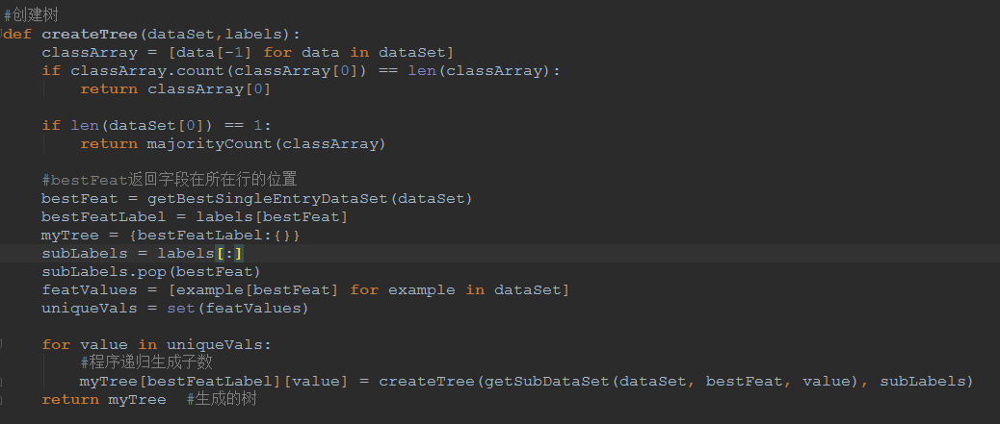 #创建树
def createTree(dataSet,labels):
    classArray = [data[-1] for data in dataSet]
    if classArray.count(classArray[0]) == len(classArray):
        return classArray[0]

    if len(dataSet[0]) == 1:
        return majorityCount(classArray)

    #bestFeat返回字段在所在行的位置
    bestFeat = getBestSingleEntryDataSet(dataSet)
    bestFeatLabel = labels[bestFeat]
    myTree = {bestFeatLabel:{}}
    subLabels = labels[:]
    subLabels.pop(bestFeat)
    featValues = [example[bestFeat] for example in dataSet]
    uniqueVals = set(featValues)

    for value in uniqueVals:
        #程序递归生成子数
        myTree[bestFeatLabel][value] = createTree(getSubDataSet(dataSet, bestFeat, value), subLabels)
    return myTree  #生成的树